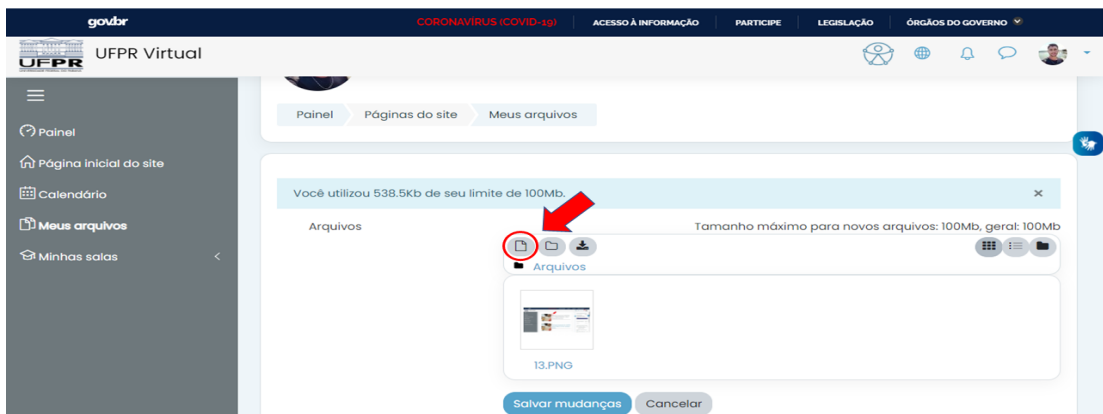 gov.br CORONAVÍRUS (COVID-19) ACESSO À INFORMAÇÃO PARTICIPE LEGISLAÇÃO ÓRGÃOS DO GOVERNO
UFPR UFPR Virtual
Painel Páginas do site Meus arquivos
Painel
Página inicial do site
Calendário
Meus arquivos
Minhas salas
Você utilizou 538.5Kb de seu limite de 100Mb.
Arquivos Tamanho máximo para novos arquivos: 100Mb, geral: 100Mb
Arquivos
13.PNG
Salvar mudanças Cancelar